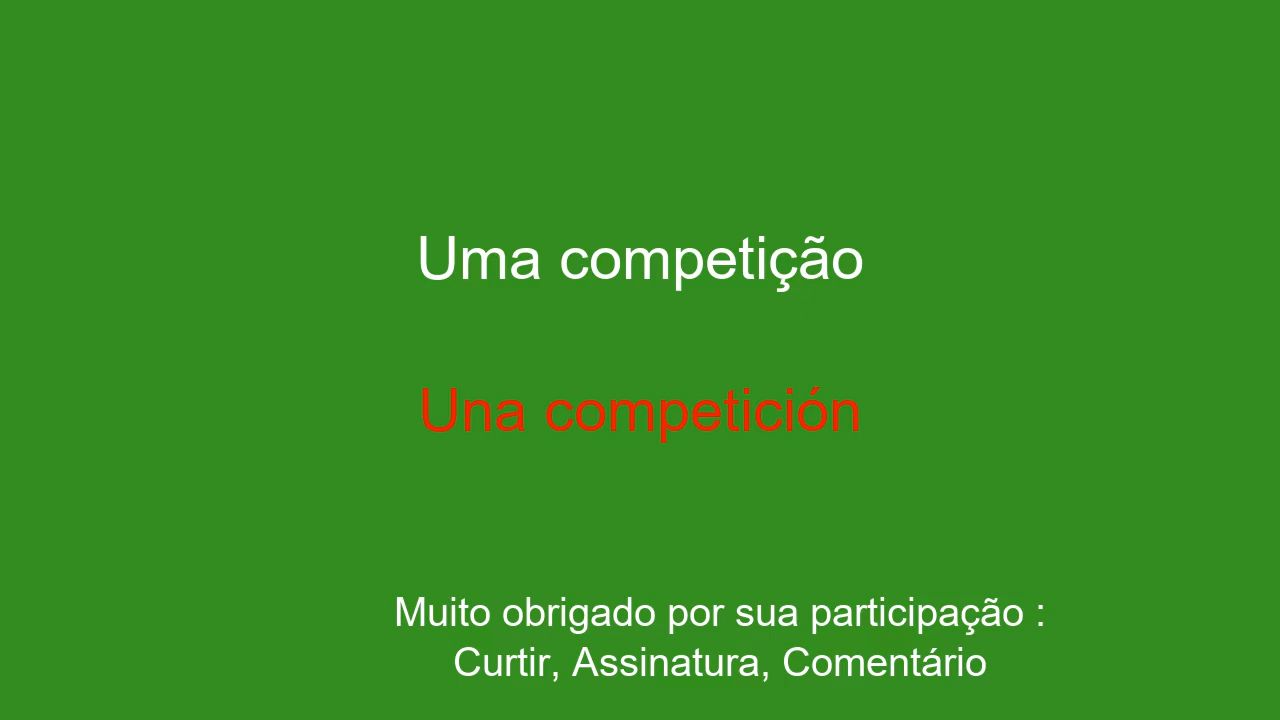 Uma competição
Una competición
Muito obrigado por sua participação :
Curtir, Assinatura, Comentário